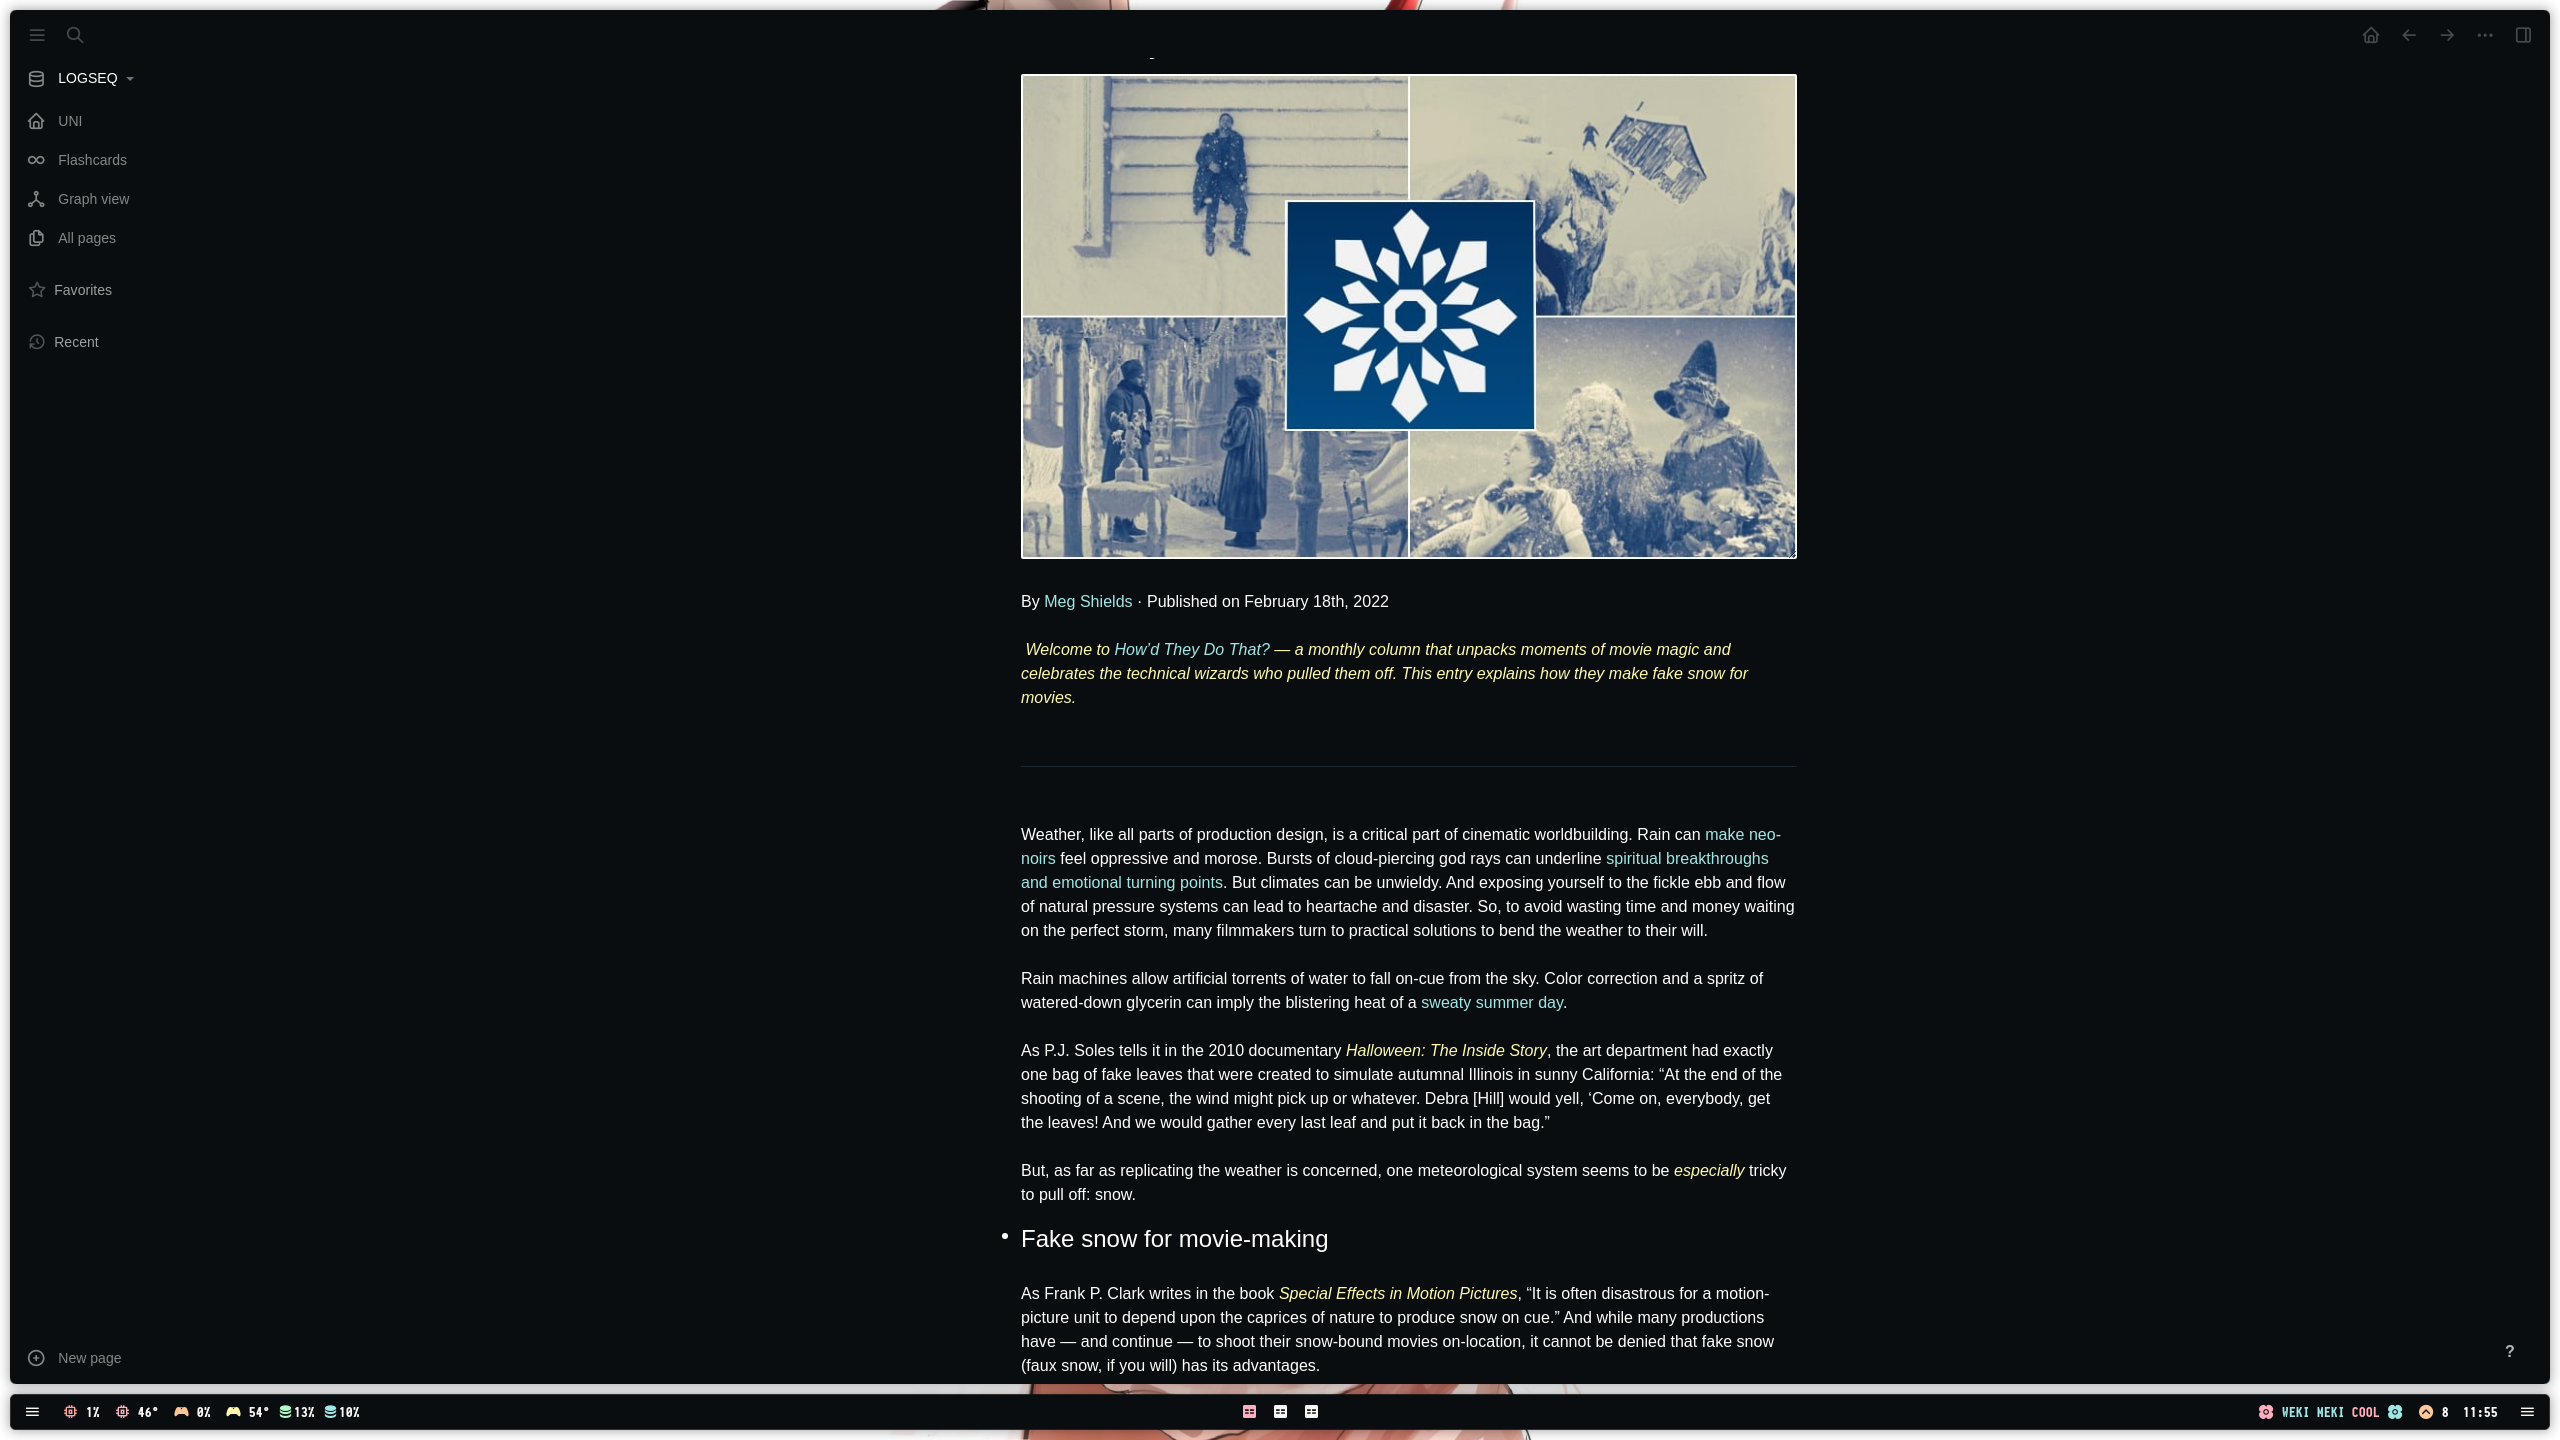 LOGSEQ
UNI
Flashcards
Graph view
All pages
Favorites
Recent
By Meg Shields · Published on February 18th, 2022
Welcome to How’d They Do That? — a monthly column that unpacks moments of movie magic and
celebrates the technical wizards who pulled them off. This entry explains how they make fake snow for
movies.
Weather, like all parts of production design, is a critical part of cinematic worldbuilding. Rain can make neo-
noirs feel oppressive and morose. Bursts of cloud-piercing god rays can underline spiritual breakthroughs
and emotional turning points. But climates can be unwieldy. And exposing yourself to the fickle ebb and flow
of natural pressure systems can lead to heartache and disaster. So, to avoid wasting time and money waiting
on the perfect storm, many filmmakers turn to practical solutions to bend the weather to their will.
Rain machines allow artificial torrents of water to fall on-cue from the sky. Color correction and a spritz of
watered-down glycerin can imply the blistering heat of a sweaty summer day.
As P.J. Soles tells it in the 2010 documentary Halloween: The Inside Story, the art department had exactly
one bag of fake leaves that were created to simulate autumnal Illinois in sunny California: “At the end of the
shooting of a scene, the wind might pick up or whatever. Debra [Hill] would yell, ‘Come on, everybody, get
the leaves! And we would gather every last leaf and put it back in the bag.”
But, as far as replicating the weather is concerned, one meteorological system seems to be especially tricky
to pull off: snow.
Fake snow for movie-making
As Frank P. Clark writes in the book Special Effects in Motion Pictures, “It is often disastrous for a motion-
picture unit to depend upon the caprices of nature to produce snow on cue.” And while many productions
have — and continue — to shoot their snow-bound movies on-location, it cannot be denied that fake snow
(faux snow, if you will) has its advantages.
New page
?
1% 46° 0% 54° 13% 10%
WEKI MEKI COOL 8 11:55